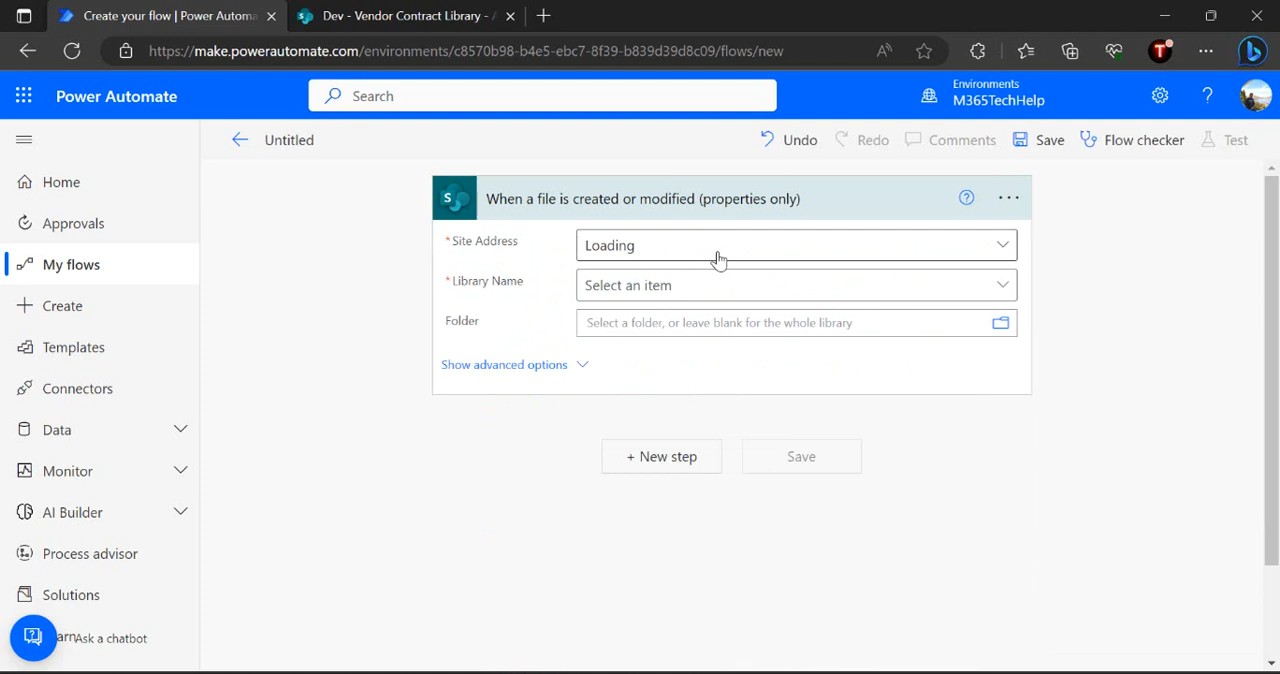 Create your flow | Power Automa
Dev - Vendor Contract Library - A
https://make.powerautomate.com/environments/c8570b98-b4e5-ebc7-8f39-b839d39d8c09/flows/new
T
Power Automate
Search
Environments
M365TechHelp
Untitled
Undo
Redo
Comments
Save
Flow checker
Test
Home
Approvals
My flows
Create
Templates
Connectors
Data
Monitor
AI Builder
Process advisor
Solutions
arn
Ask a chatbot
S
When a file is created or modified (properties only)
* Site Address
Loading
* Library Name
Select an item
Folder
Select a folder, or leave blank for the whole library
Show advanced options
+ New step
Save